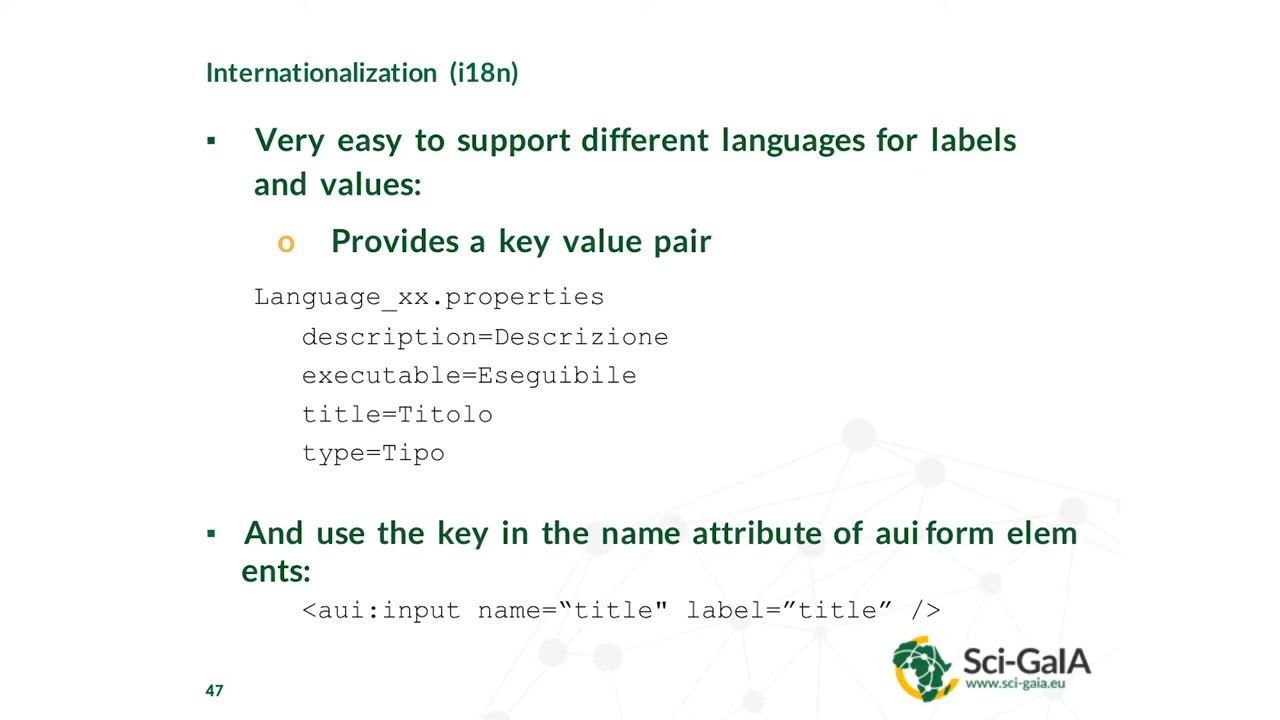 Internationalization (i18n)
▪ Very easy to support different languages for labels
and values:
o Provides a key value pair
Language_xx.properties
description=Descrizione
executable=Eseguibile
title=Titolo
type=Tipo
▪ And use the key in the name attribute of aui form elem
ents:
<aui:input name=“title" label=”title” />
Sci-GaIA
www.sci-gaia.eu
47